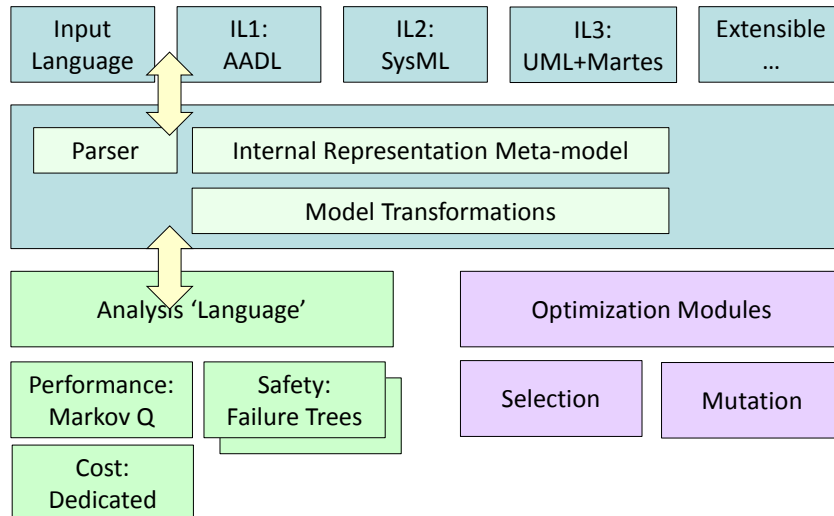 Input
Language
IL1:
AADL
IL2:
SysML
IL3:
UML+Martes
Extensible
…
Parser
Internal Representation Meta-model
Model Transformations
Analysis ‘Language’
Optimization Modules
Performance:
Markov Q
Safety:
Failure Trees
Selection
Mutation
Cost:
Dedicated